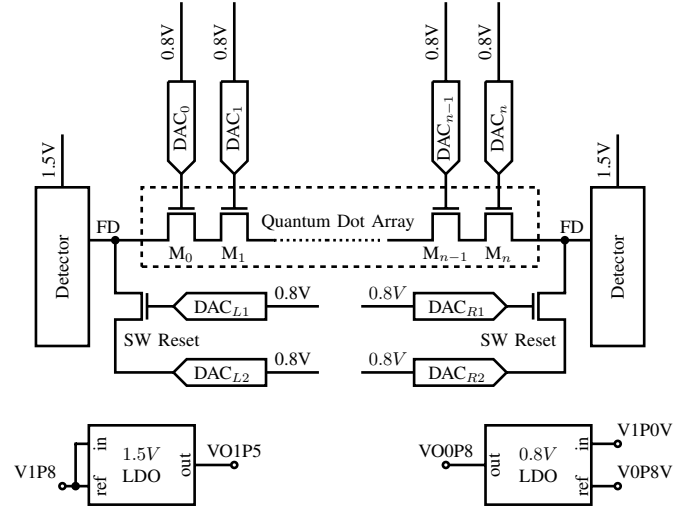 0.8V 0.8V 0.8V 0.8V
DAC0 DAC1 DACn−1 DACn
1.5V 1.5V
FD Quantum Dot Array FD
M0 M1 Mn−1 Mn
Detector Detector
DACL1 0.8V 0.8V DACR1
SW Reset SW Reset
DACL2 0.8V 0.8V DACR2
in 1.5V in V1P0V
V1P8 ref LDO out VO1P5
VO0P8 out 0.8V LDO ref V0P8V